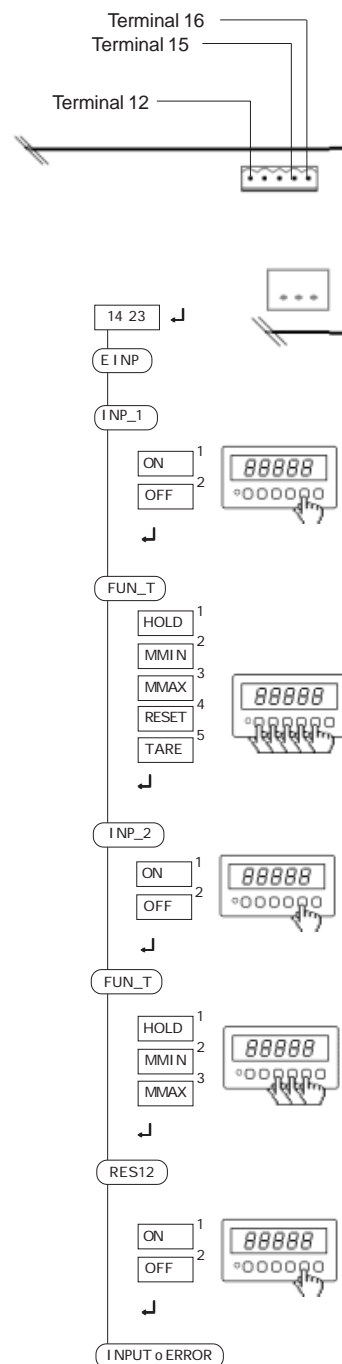 Terminal 16
Terminal 15
Terminal 12
14 23
E INP
INP_1
ON 1
OFF 2
88888
FUN_T
HOLD 1
MMIN 2
MMAX 3
RESET 4
TARE 5
88888
INP_2
ON 1
OFF 2
88888
FUN_T
HOLD 1
MMIN 2
MMAX 3
88888
RES12
ON 1
OFF 2
88888
INPUT o ERROR